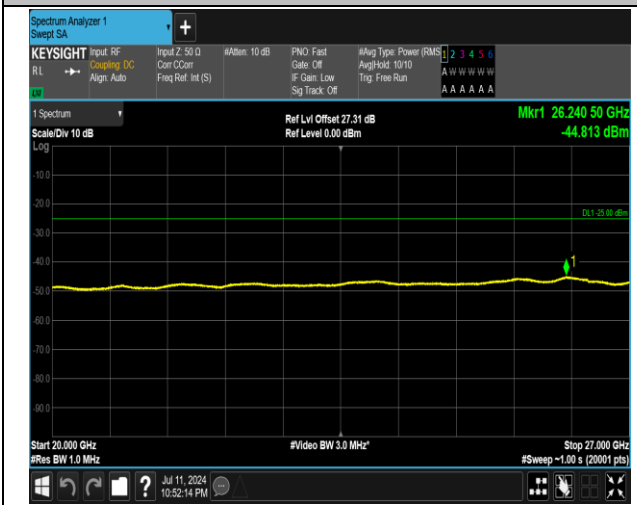 Spectrum Analyzer 1
Swept SA
+
KEYSIGHT
RL
Input: RF
Coupling: DC
Align: Auto
Input Z: 50 Ω
Corr CCorr
Freq Ref: Int (S)
#Atten: 10 dB
PNO: Fast
Gate: Off
IF Gain: Low
Sig Track: Off
#Avg Type: Power (RMS
Avg|Hold: 10/10
Trig: Free Run
1 2 3 4 5 6
A W W W W W
A A A A A A
1 Spectrum
Scale/Div 10 dB
Log
Ref Lvl Offset 27.31 dB
Ref Level 0.00 dBm
Mkr1 26.240 50 GHz
-44.813 dBm
-10.0
-20.0
DL1 -25.00 dBm
-30.0
-40.0
1
-50.0
-60.0
-70.0
-80.0
-90.0
Start 20.000 GHz
#Video BW 3.0 MHz*
Stop 27.000 GHz
#Res BW 1.0 MHz
#Sweep ~1.00 s (20001 pts)
?
Jul 11, 2024
10:52:14 PM